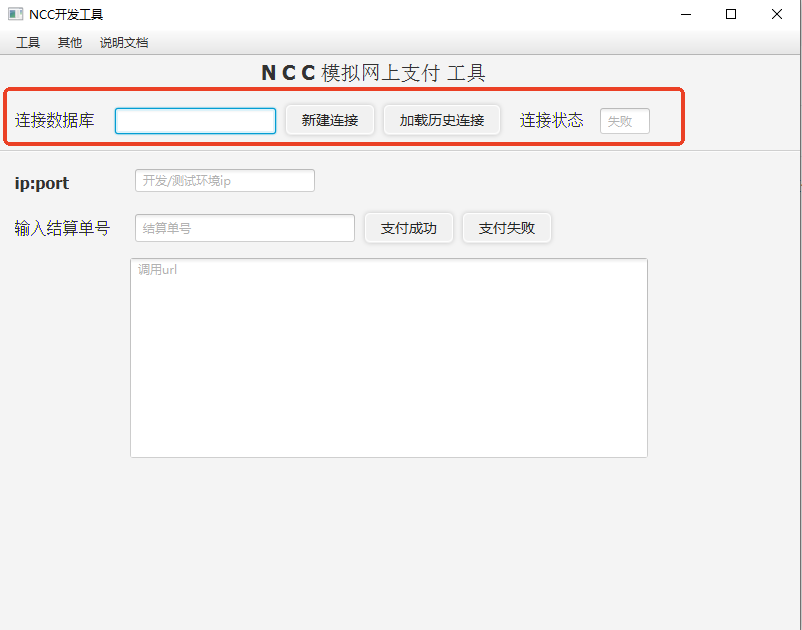 NCC开发工具
工具 其他 说明文档
NCC 模拟网上支付 工具
连接数据库 新建连接 加载历史连接 连接状态 失败
ip:port 开发/测试环境ip
输入结算单号 结算单号 支付成功 支付失败
调用url